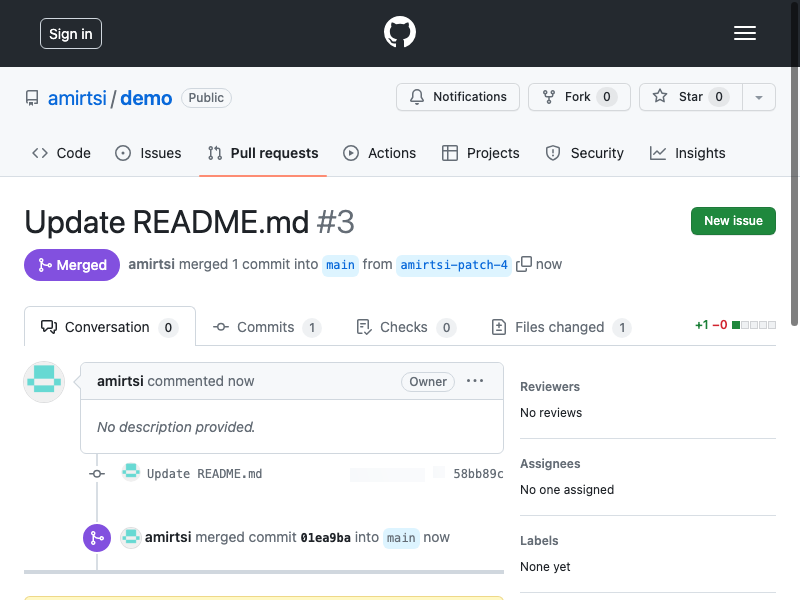 Sign in
amirtsi / demo Public
Notifications Fork 0 Star 0
Code Issues Pull requests Actions Projects Security Insights
Update README.md #3
New issue
Merged amirtsi merged 1 commit into main from amirtsi-patch-4 now
Conversation 0 Commits 1 Checks 0 Files changed 1 +1 −0
amirtsi commented now Owner
No description provided.
Update README.md 58bb89c
amirtsi merged commit 01ea9ba into main now
Reviewers
No reviews
Assignees
No one assigned
Labels
None yet